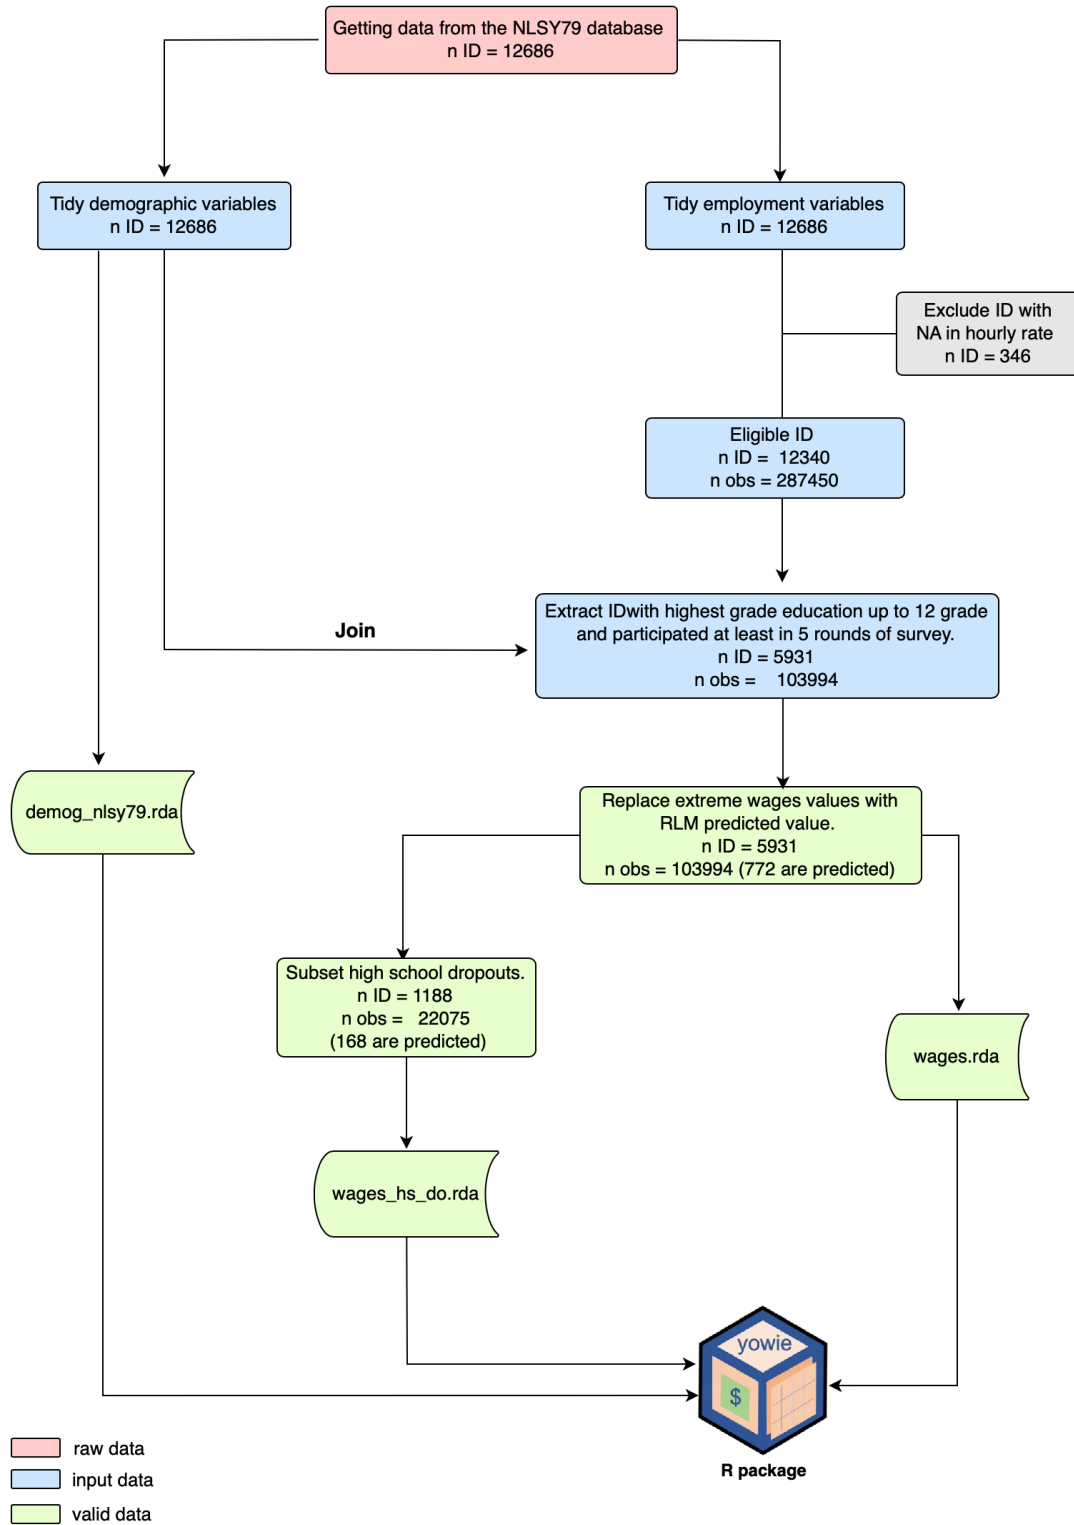 Getting data from the NLSY79 database
n ID = 12686
Tidy demographic variables
n ID = 12686
Tidy employment variables
n ID = 12686
Exclude ID with
NA in hourly rate
n ID = 346
Eligible ID
n ID = 12340
n obs = 287450
Extract IDwith highest grade education up to 12 grade
and participated at least in 5 rounds of survey.
n ID = 5931
n obs = 103994
Join
demog_nlsy79.rda
Replace extreme wages values with
RLM predicted value.
n ID = 5931
n obs = 103994 (772 are predicted)
Subset high school dropouts.
n ID = 1188
n obs = 22075
(168 are predicted)
wages.rda
wages_hs_do.rda
yowie
$
R package
raw data
input data
valid data